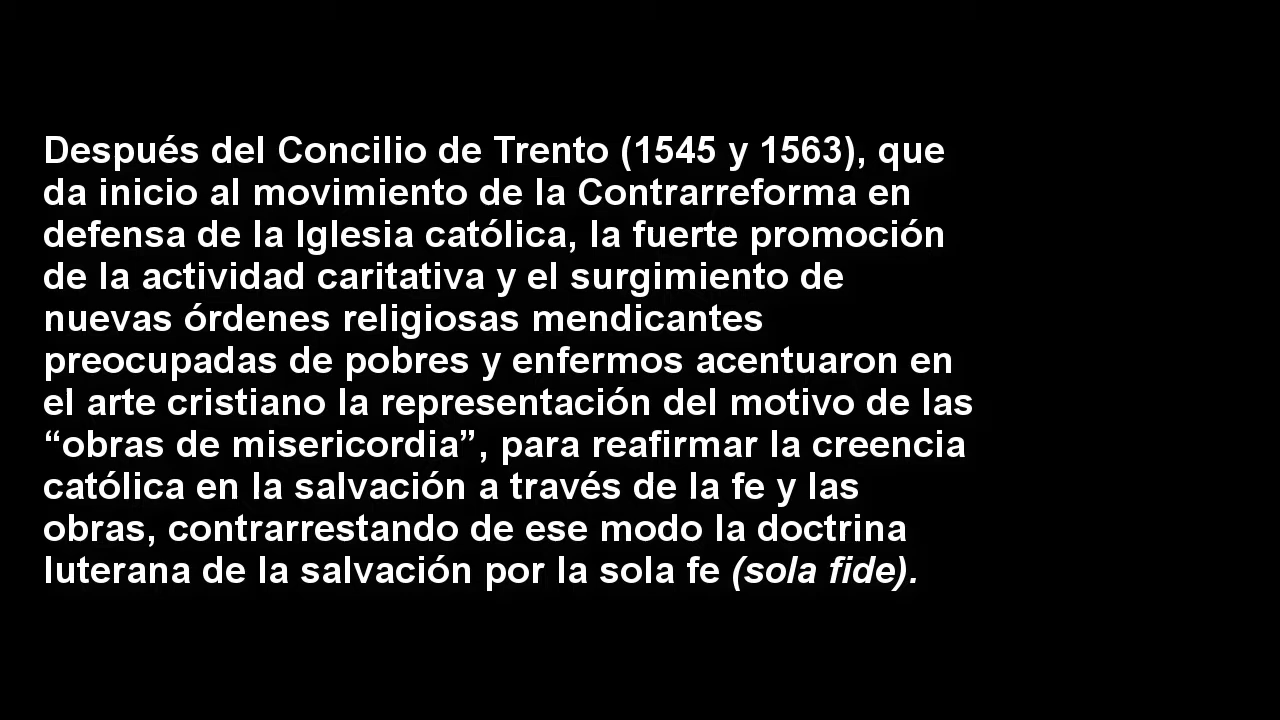 Después del Concilio de Trento (1545 y 1563), que
da inicio al movimiento de la Contrarreforma en
defensa de la Iglesia católica, la fuerte promoción
de la actividad caritativa y el surgimiento de
nuevas órdenes religiosas mendicantes
preocupadas de pobres y enfermos acentuaron en
el arte cristiano la representación del motivo de las
“obras de misericordia”, para reafirmar la creencia
católica en la salvación a través de la fe y las
obras, contrarrestando de ese modo la doctrina
luterana de la salvación por la sola fe (sola fide).